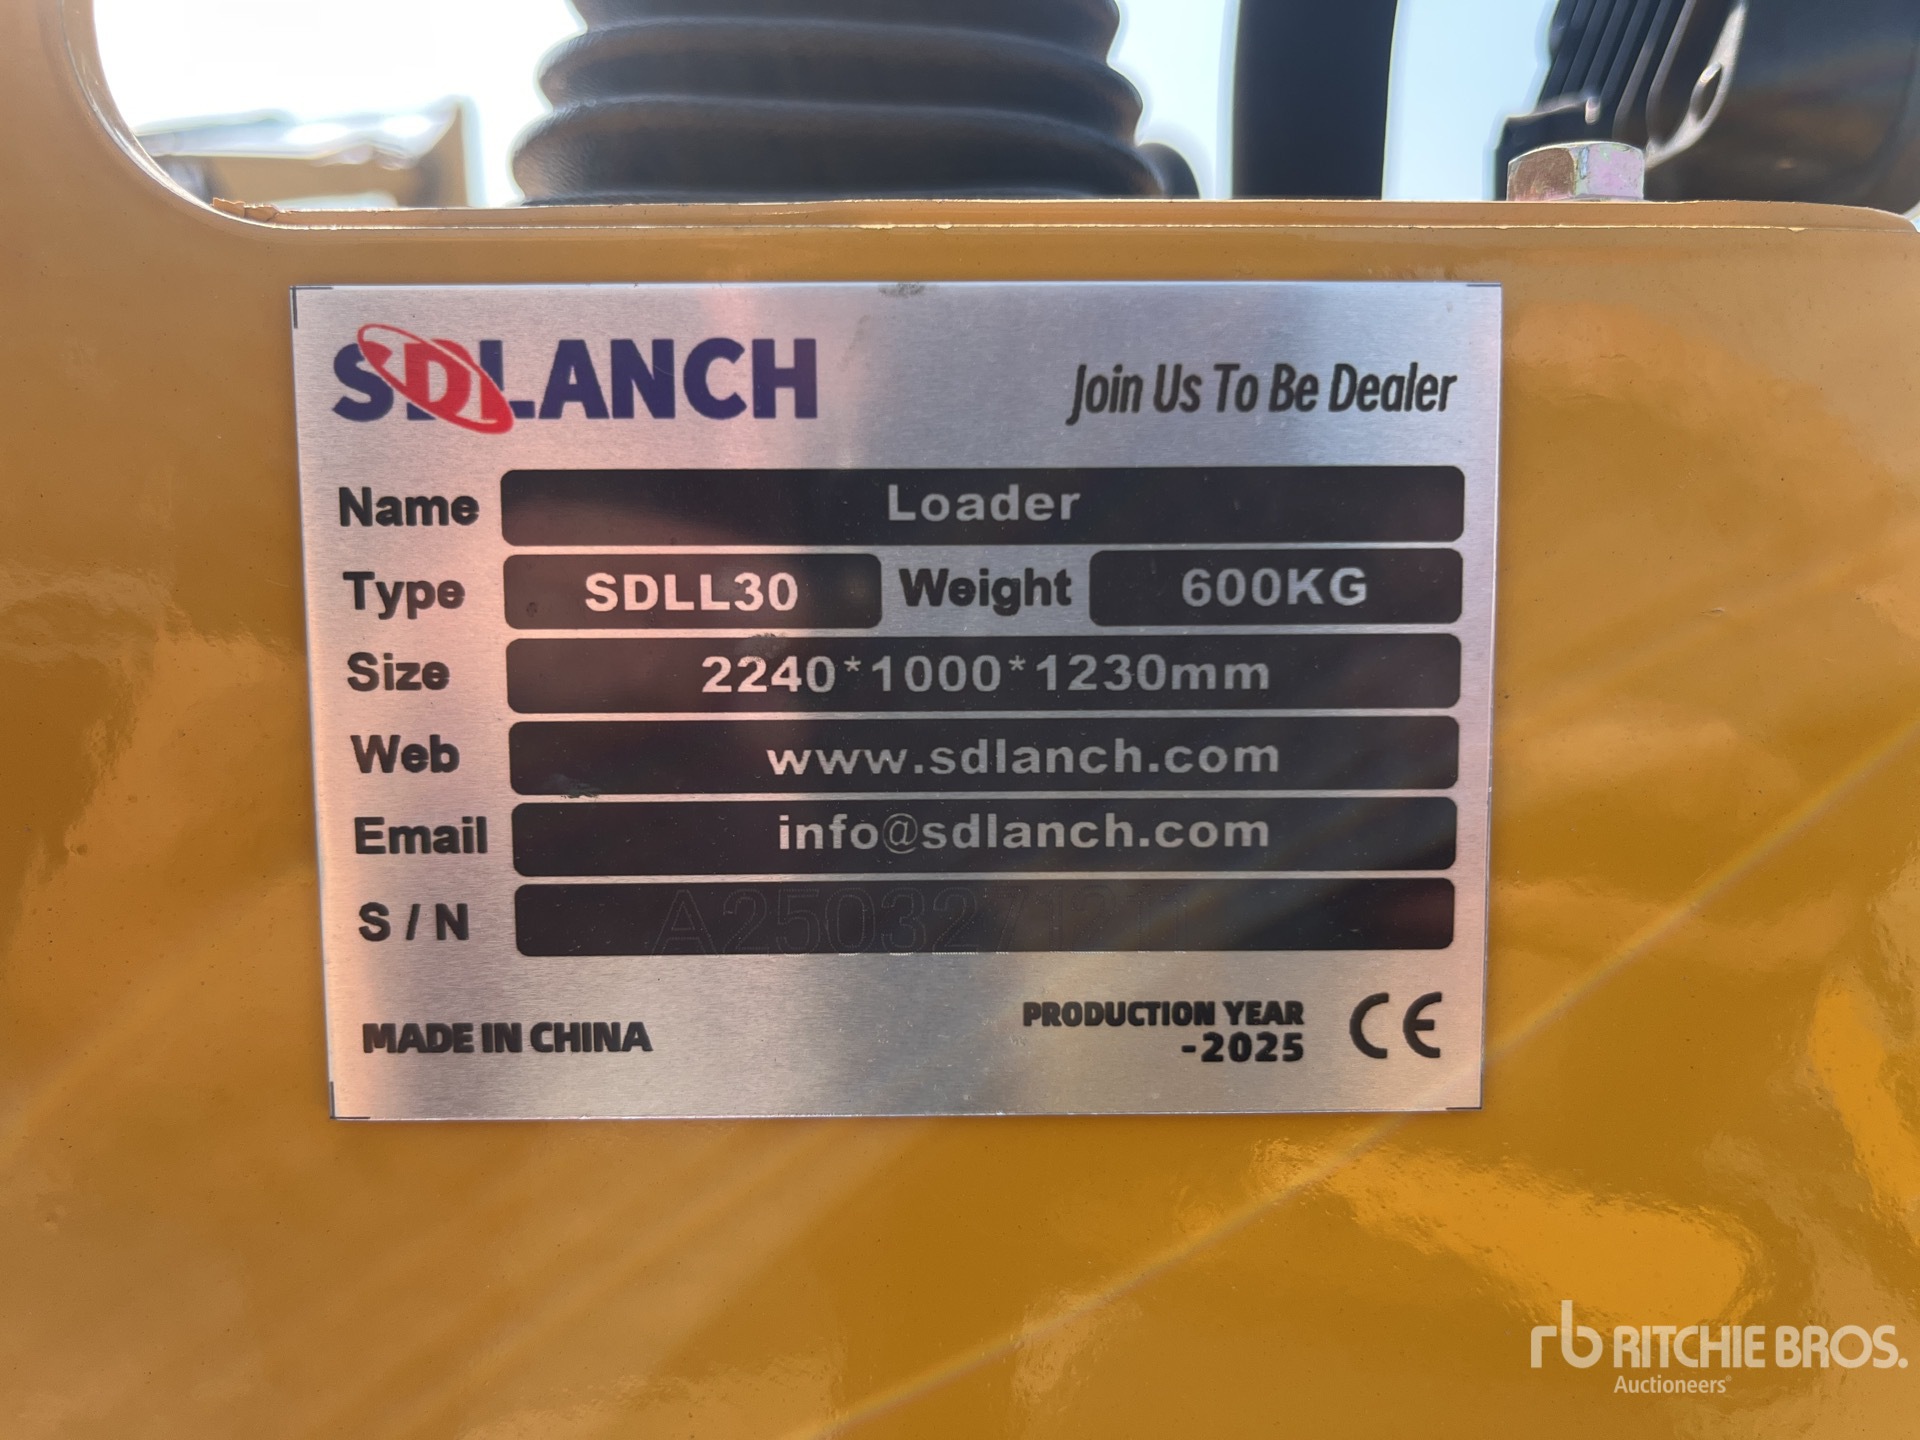 SDLANCH
Join Us To Be Dealer
Name Loader
Type SDLL30 Weight 600KG
Size 2240*1000*1230mm
Web www.sdlanch.com
Email info@sdlanch.com
S / N
MADE IN CHINA
PRODUCTION YEAR
-2025
CE
rb RITCHIE BROS.
Auctioneers